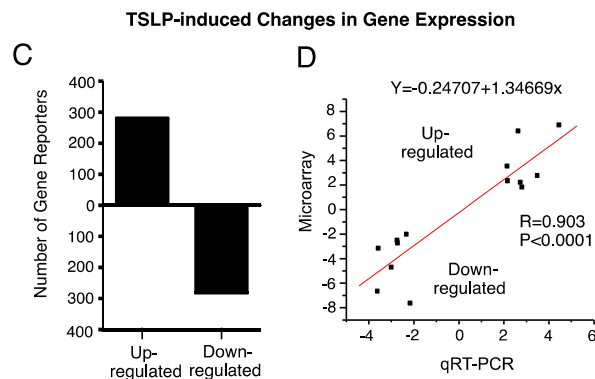 TSLP-induced Changes in Gene Expression
C
Number of Gene Reporters
400
300
200
100
0
100
200
300
400
Up-
regulated
Down-
regulated
D
Y=-0.24707+1.34669x
Microarray
8
6
4
2
0
-2
-4
-6
-8
Up-
regulated
R=0.903
P<0.0001
Down-
regulated
-4
-2
0
2
4
6
qRT-PCR